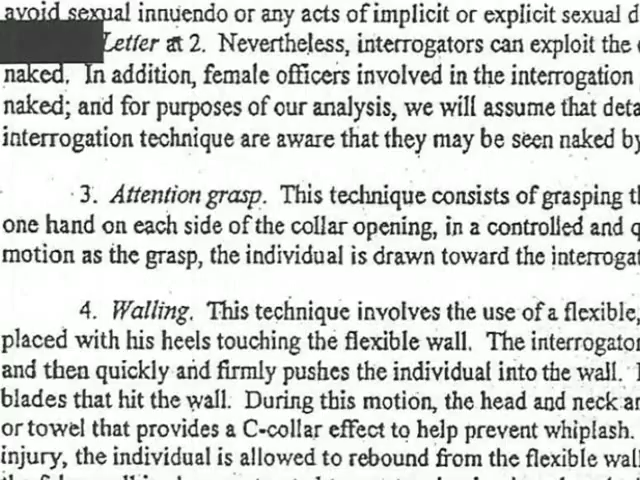 avoid sexual innuendo or any acts of implicit or explicit sexual d
Letter at 2. Nevertheless, interrogators can exploit the
naked. In addition, female officers involved in the interrogation
naked; and for purposes of our analysis, we will assume that deta
interrogation technique are aware that they may be seen naked by
3. Attention grasp. This technique consists of grasping t
one hand on each side of the collar opening, in a controlled and q
motion as the grasp, the individual is drawn toward the interrogat
4. Walling. This technique involves the use of a flexible,
placed with his heels touching the flexible wall. The interrogator
and then quickly and firmly pushes the individual into the wall.
blades that hit the wall. During this motion, the head and neck ar
or towel that provides a C-collar effect to help prevent whiplash.
injury, the individual is allowed to rebound from the flexible wal